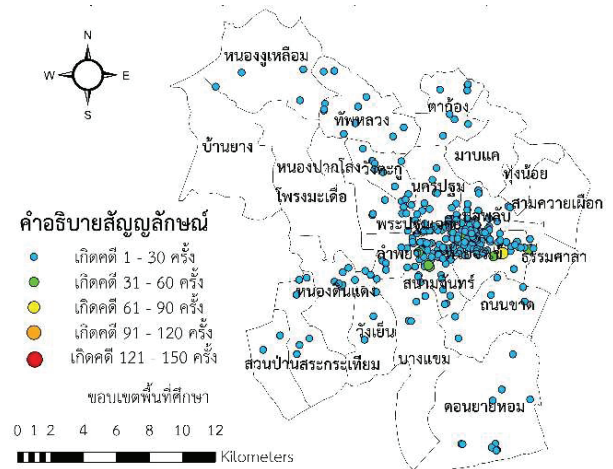 N
W E
S
หนองงูเหลือม
ตาก้อง
ทัพหลวง
บ้านยาง
มาบแค
หนองปากโลง
วังตะกู
นครปฐม
ทุ่งน้อย
โพรงมะเดื่อ
สามควายเผือก
พระปฐมเจดีย์
ลำพยา
ธรรมศาลา
สนามจันทร์
หนองดินแดง
ถนนขาด
วังเย็น
สวนป่าน
สระกระเทียม
บางแขม
ดอนยายหอม
คำอธิบายสัญญลักษณ์
เกิดคดี 1 - 30 ครั้ง
เกิดคดี 31 - 60 ครั้ง
เกิดคดี 61 - 90 ครั้ง
เกิดคดี 91 - 120 ครั้ง
เกิดคดี 121 - 150 ครั้ง
ขอบเขตพื้นที่ศึกษา
0 1 2 4 6 8 10 12
Kilometers